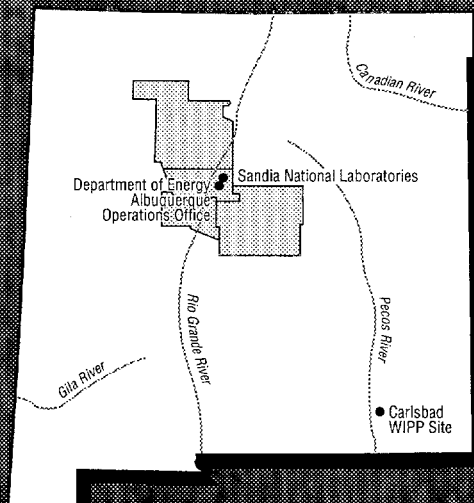 Canadian River
Sandia National Laboratories
Department of Energy
Albuquerque
Operations Office
Rio Grande River
Pecos River
Gila River
Carlsbad
WIPP Site